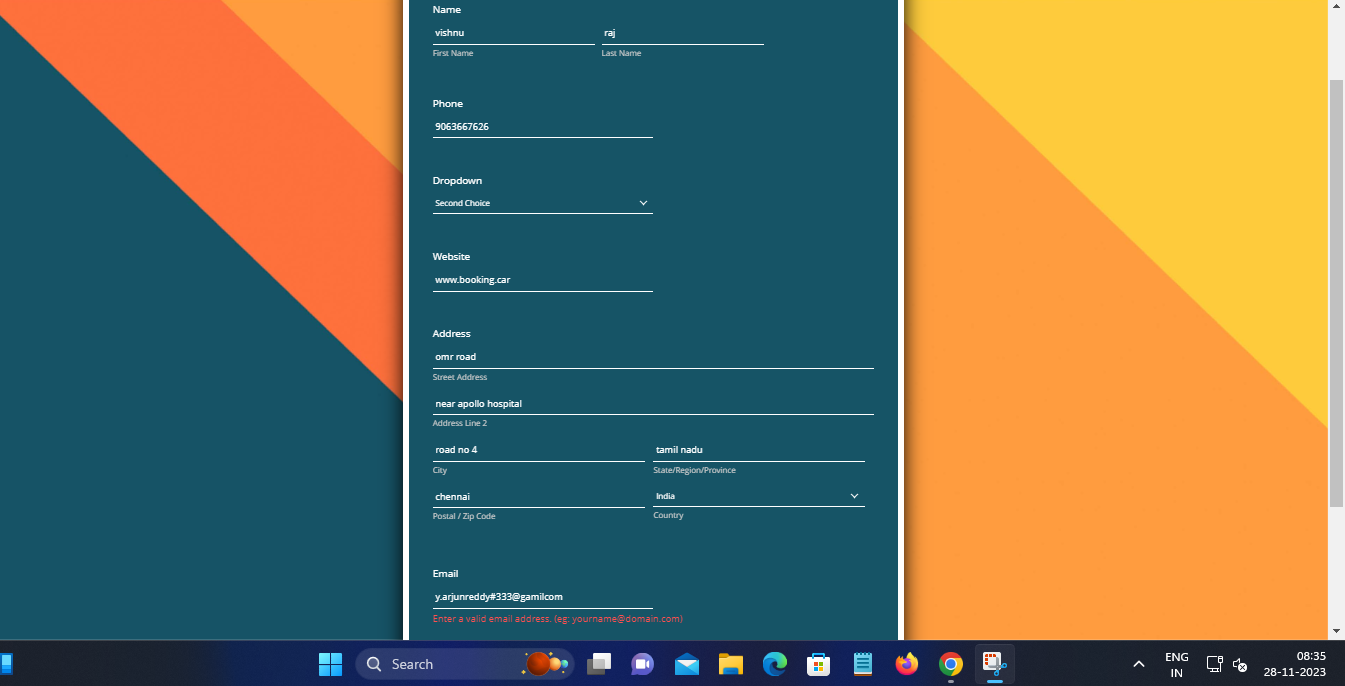 Name
vishnu raj
First Name Last Name
Phone
9063667626
Dropdown
Second Choice
Website
www.booking.car
Address
omr road
Street Address
near apollo hospital
Address Line 2
road no 4 tamil nadu
City State/Region/Province
chennai India
Postal / Zip Code Country
Email
y.arjunreddy#333@gamilcom
Enter a valid email address. (eg: yourname@domain.com)
Search
ENG
IN
08:35
28-11-2023